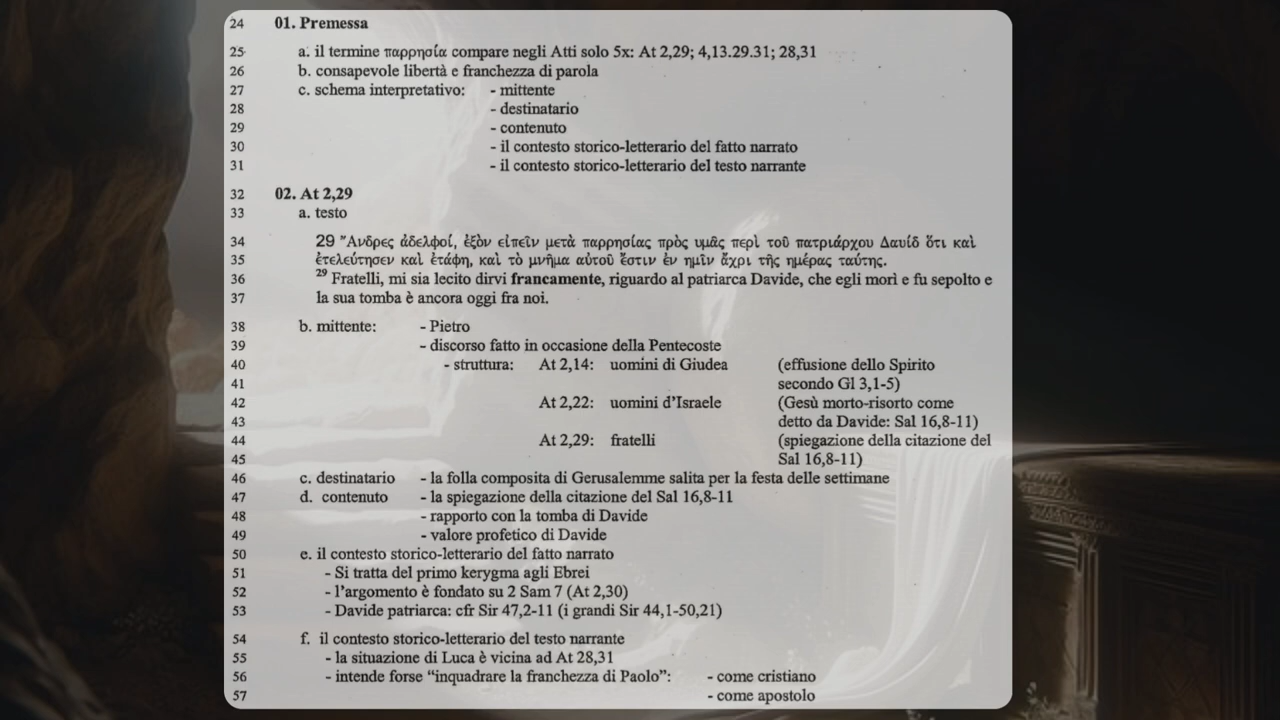 24 01. Premessa
25 a. il termine παρρησία compare negli Atti solo 5x: At 2,29; 4,13.29.31; 28,31
26 b. consapevole libertà e franchezza di parola
27 c. schema interpretativo: - mittente
28 - destinatario
29 - contenuto
30 - il contesto storico-letterario del fatto narrato
31 - il contesto storico-letterario del testo narrante
32 02. At 2,29
33 a. testo
34 29 Ἄνδρες ἀδελφοί, ἐξὸν εἰπεῖν μετὰ παρρησίας πρὸς ὑμᾶς περὶ τοῦ πατριάρχου Δαυίδ ὅτι καὶ
35 ἐτελεύτησεν καὶ ἐτάφη, καὶ τὸ μνῆμα αὐτοῦ ἔστιν ἐν ἡμῖν ἄχρι τῆς ἡμέρας ταύτης.
36 29 Fratelli, mi sia lecito dirvi francamente, riguardo al patriarca Davide, che egli morì e fu sepolto e
37 la sua tomba è ancora oggi fra noi.
38 b. mittente: - Pietro
39 - discorso fatto in occasione della Pentecoste
40 - struttura: At 2,14: uomini di Giudea (effusione dello Spirito
41 secondo Gl 3,1-5)
42 At 2,22: uomini d'Israele (Gesù morto-risorto come
43 detto da Davide: Sal 16,8-11)
44 At 2,29: fratelli (spiegazione della citazione del
45 Sal 16,8-11)
46 c. destinatario - la folla composita di Gerusalemme salita per la festa delle settimane
47 d. contenuto - la spiegazione della citazione del Sal 16,8-11
48 - rapporto con la tomba di Davide
49 - valore profetico di Davide
50 e. il contesto storico-letterario del fatto narrato
51 - Si tratta del primo kerygma agli Ebrei
52 - l'argomento è fondato su 2 Sam 7 (At 2,30)
53 - Davide patriarca: cfr Sir 47,2-11 (i grandi Sir 44,1-50,21)
54 f. il contesto storico-letterario del testo narrante
55 - la situazione di Luca è vicina ad At 28,31
56 - intende forse “inquadrare la franchezza di Paolo”: - come cristiano
57 - come apostolo